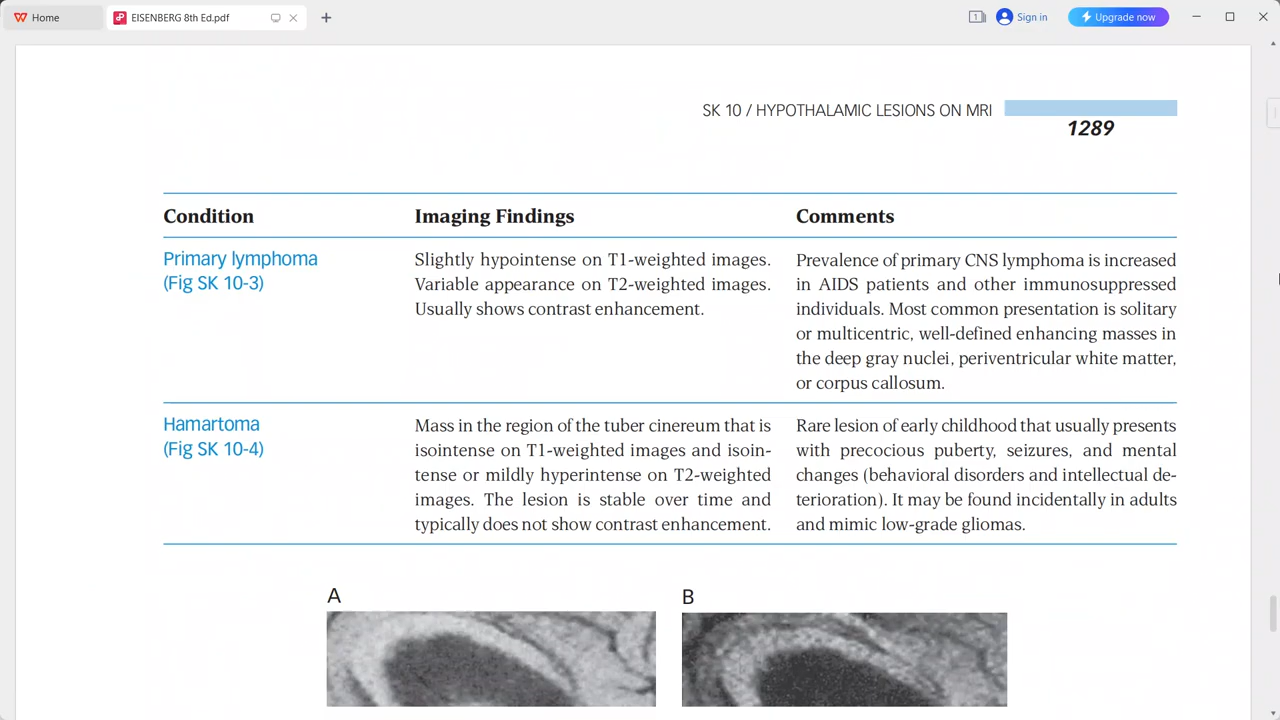 Home
EISENBERG 8th Ed.pdf
1
Sign in
Upgrade now
SK 10 / HYPOTHALAMIC LESIONS ON MRI
1289
Condition
Imaging Findings
Comments
Primary lymphoma
(Fig SK 10-3)
Slightly hypointense on T1-weighted images.
Variable appearance on T2-weighted images.
Usually shows contrast enhancement.
Prevalence of primary CNS lymphoma is increased
in AIDS patients and other immunosuppressed
individuals. Most common presentation is solitary
or multicentric, well-defined enhancing masses in
the deep gray nuclei, periventricular white matter,
or corpus callosum.
Hamartoma
(Fig SK 10-4)
Mass in the region of the tuber cinereum that is
isointense on T1-weighted images and isoin-
tense or mildly hyperintense on T2-weighted
images. The lesion is stable over time and
typically does not show contrast enhancement.
Rare lesion of early childhood that usually presents
with precocious puberty, seizures, and mental
changes (behavioral disorders and intellectual de-
terioration). It may be found incidentally in adults
and mimic low-grade gliomas.
A
B